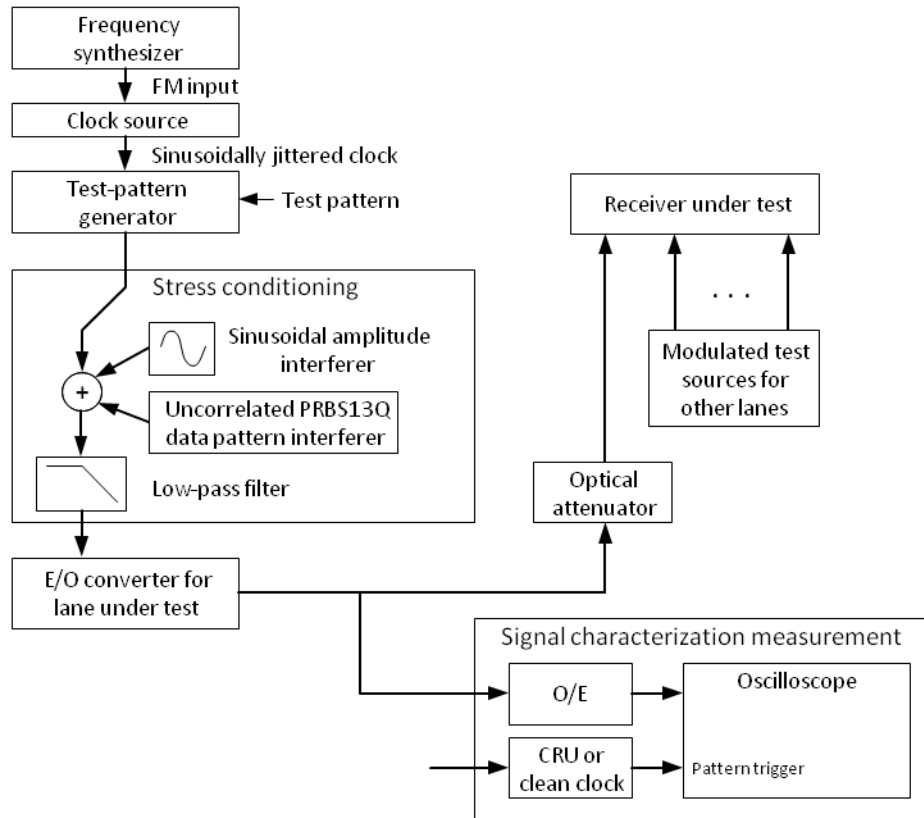 Frequency
synthesizer
FM input
Clock source
Sinusoidally jittered clock
Test-pattern
generator
Test pattern
Receiver under test
Stress conditioning
Sinusoidal amplitude
interferer
+
Uncorrelated PRBS13Q
data pattern interferer
Low-pass filter
. . .
Modulated test
sources for
other lanes
Optical
attenuator
E/O converter for
lane under test
Signal characterization measurement
O/E
Oscilloscope
CRU or
clean clock
Pattern trigger